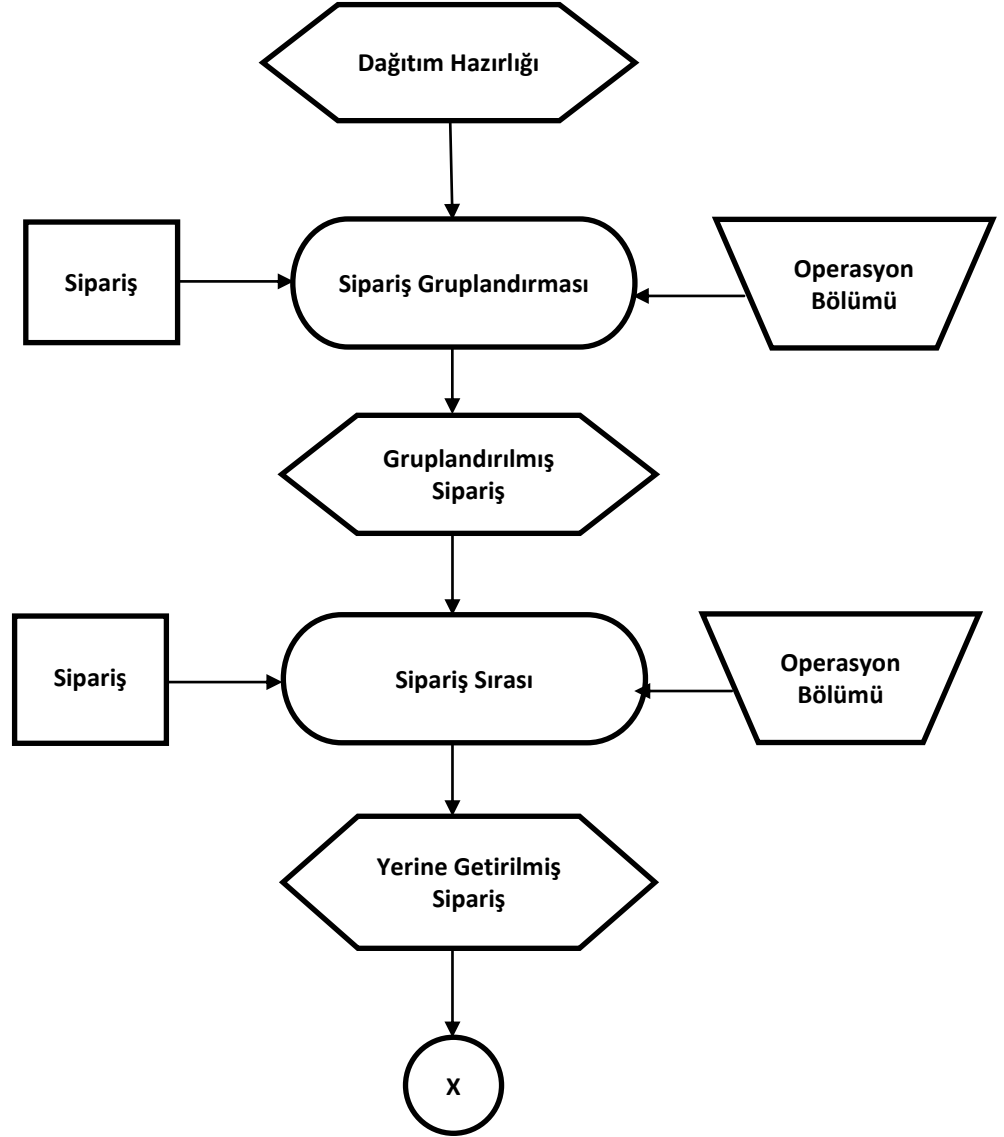 Dağıtım Hazırlığı
Sipariş
Sipariş Gruplandırması
Operasyon
Bölümü
Gruplandırılmış
Sipariş
Sipariş
Sipariş Sırası
Operasyon
Bölümü
Yerine Getirilmiş
Sipariş
X